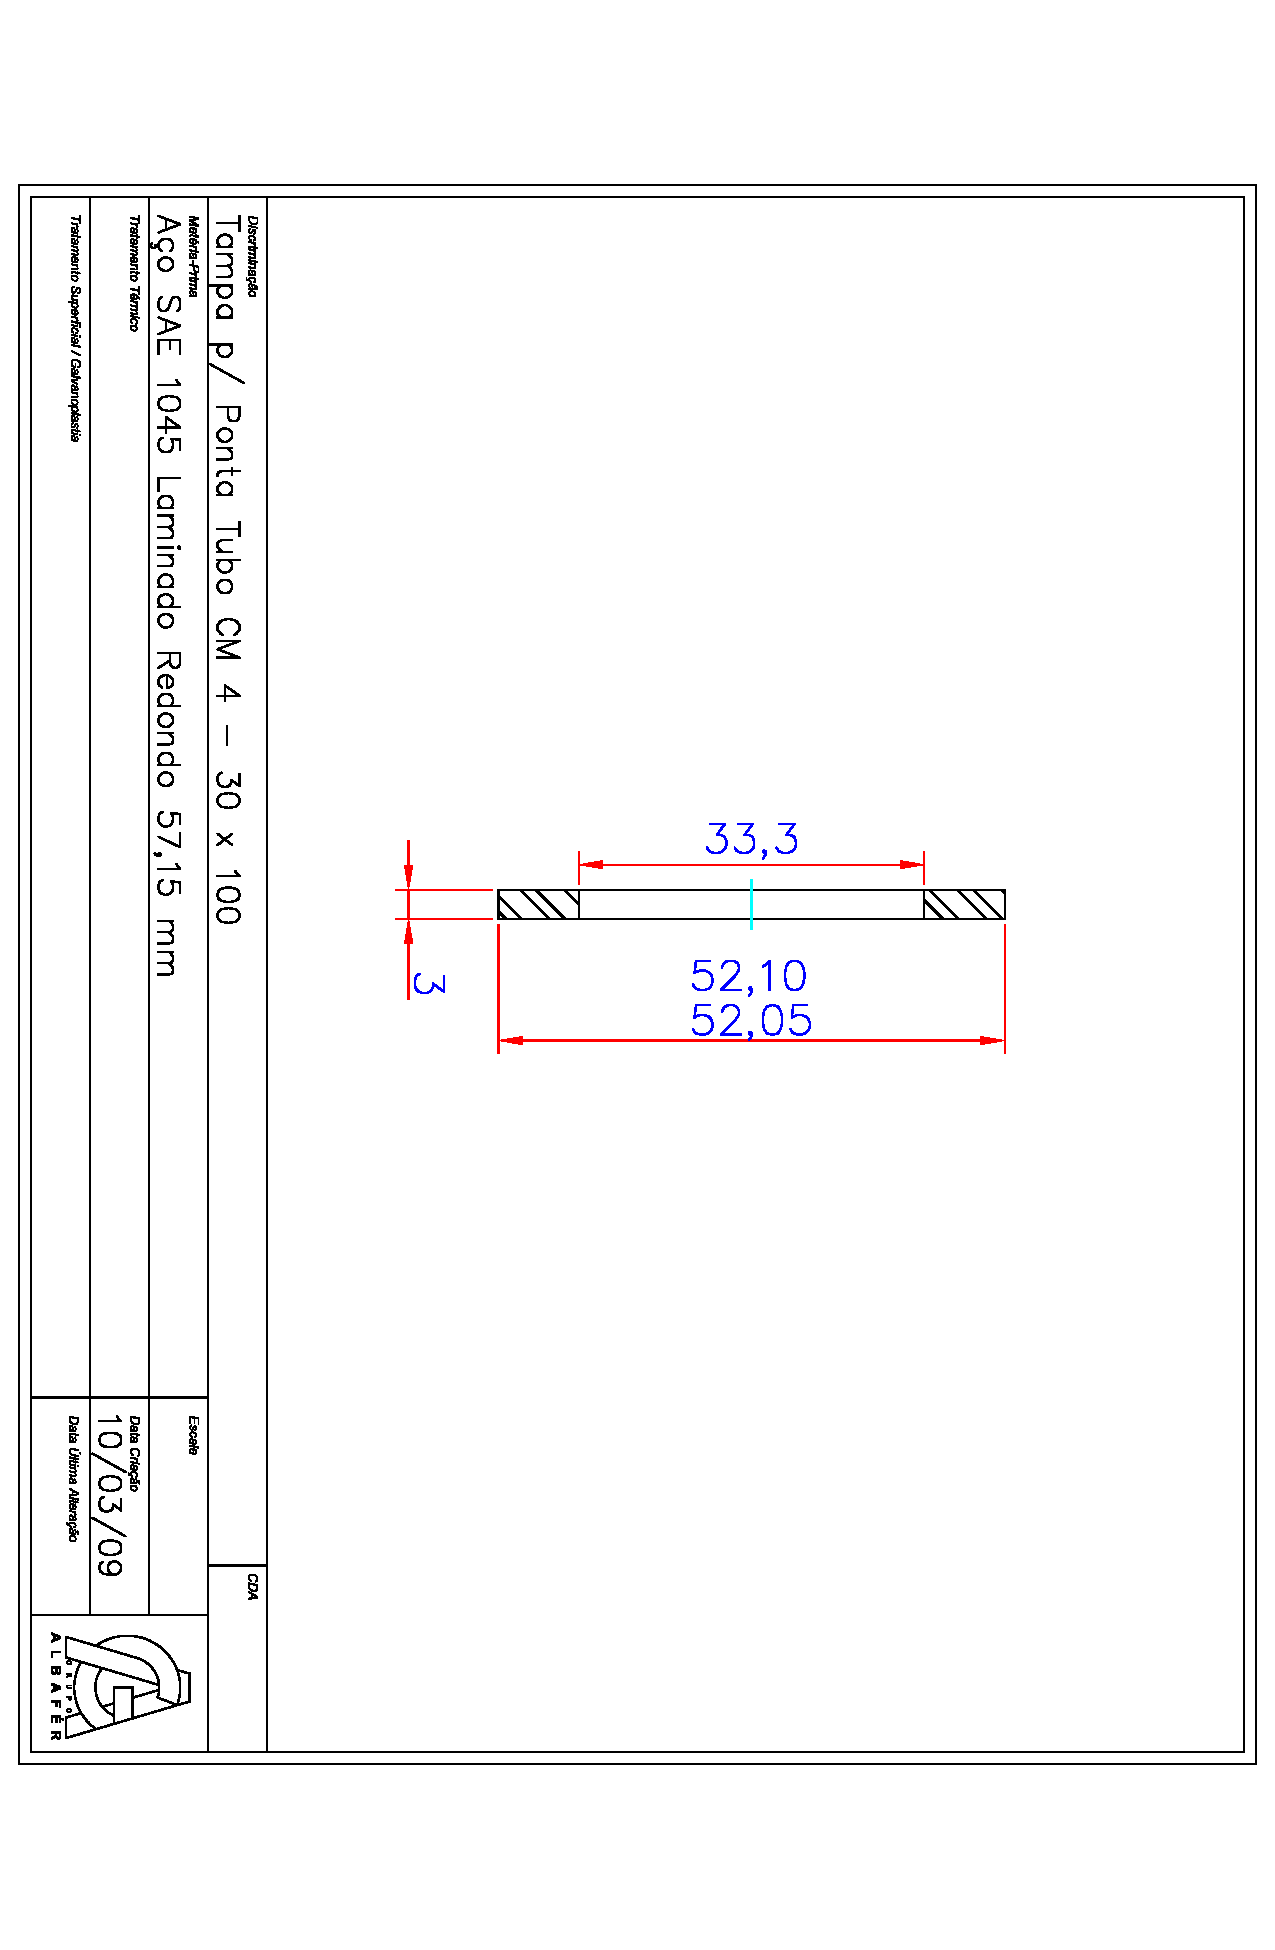 33,3
52,10
52,05
3
Discriminação
Tampa p/ Ponta Tubo CM 4 - 30 x 100
CDA
Matéria-Prima
Aço SAE 1045 Laminado Redondo 57,15 mm
Escala
Tratamento Térmico
Data Criação
10/03/09
Tratamento Superficial / Galvanoplastia
Data Última Alteração
GRUPO
ALBAFÉR